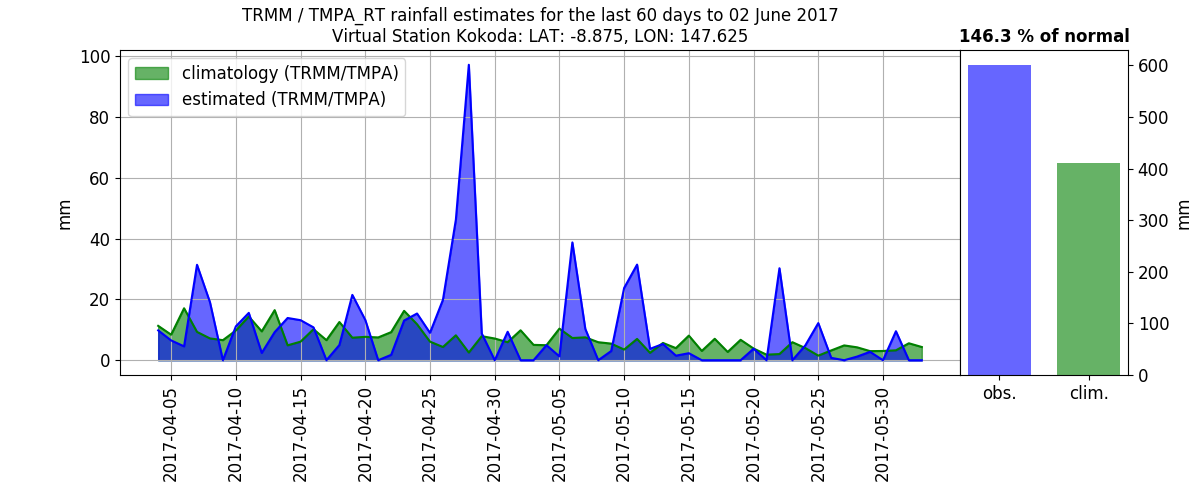 TRMM / TMPA_RT rainfall estimates for the last 60 days to 02 June 2017
Virtual Station Kokoda: LAT: -8.875, LON: 147.625
146.3 % of normal
climatology (TRMM/TMPA)
estimated (TRMM/TMPA)
mm
100
80
60
40
20
0
2017-04-05
2017-04-10
2017-04-15
2017-04-20
2017-04-25
2017-04-30
2017-05-05
2017-05-10
2017-05-15
2017-05-20
2017-05-25
2017-05-30
600
500
400
300
200
100
0
mm
obs.
clim.